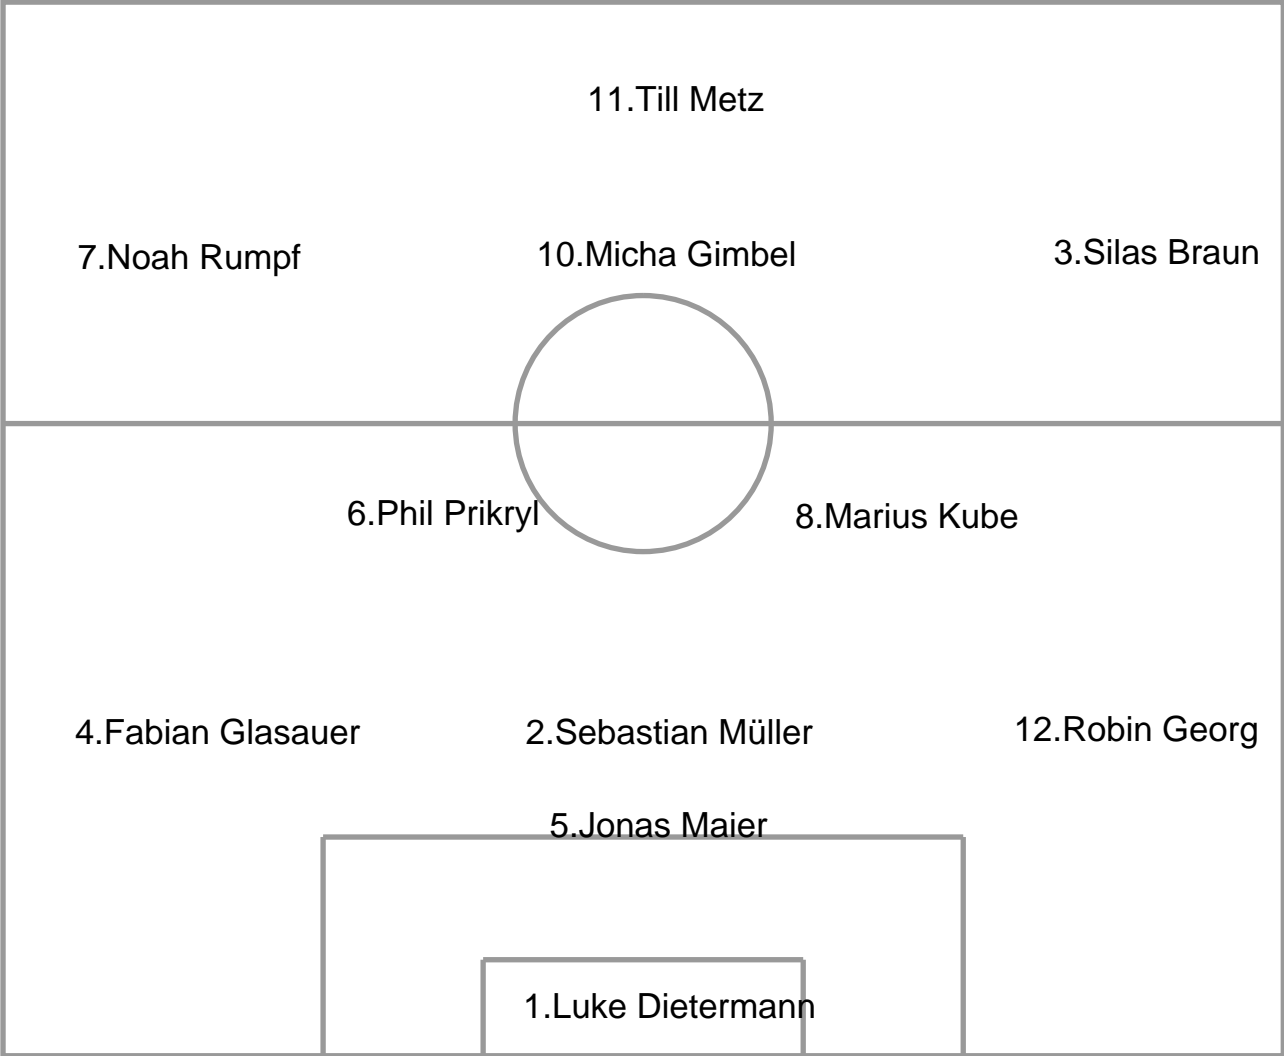 11.Till Metz
7.Noah Rumpf
10.Micha Gimbel
3.Silas Braun
6.Phil Prikryl
8.Marius Kube
4.Fabian Glasauer
2.Sebastian Müller
12.Robin Georg
5.Jonas Maier
1.Luke Dietermann